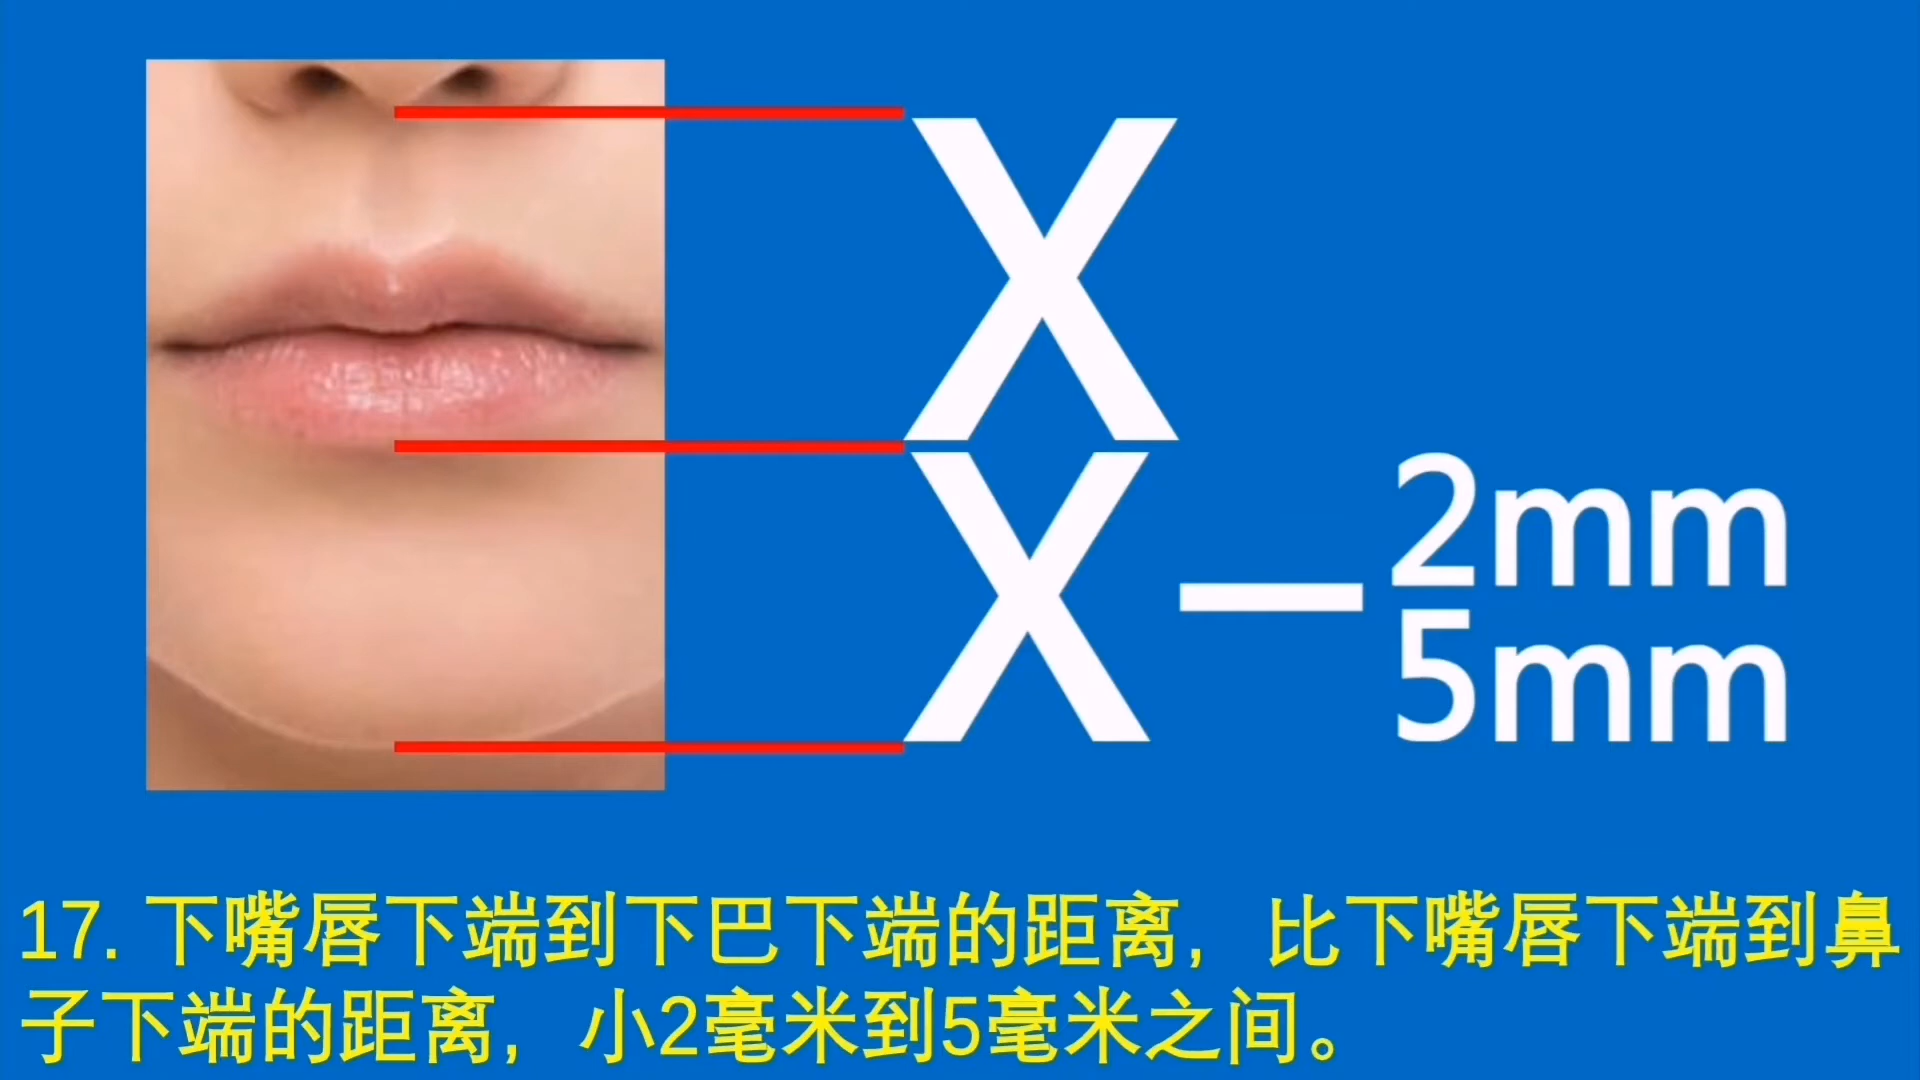 X
X — 2mm
5mm
17. 下嘴唇下端到下巴下端的距离，比下嘴唇下端到鼻
子下端的距离，小2毫米到5毫米之间。